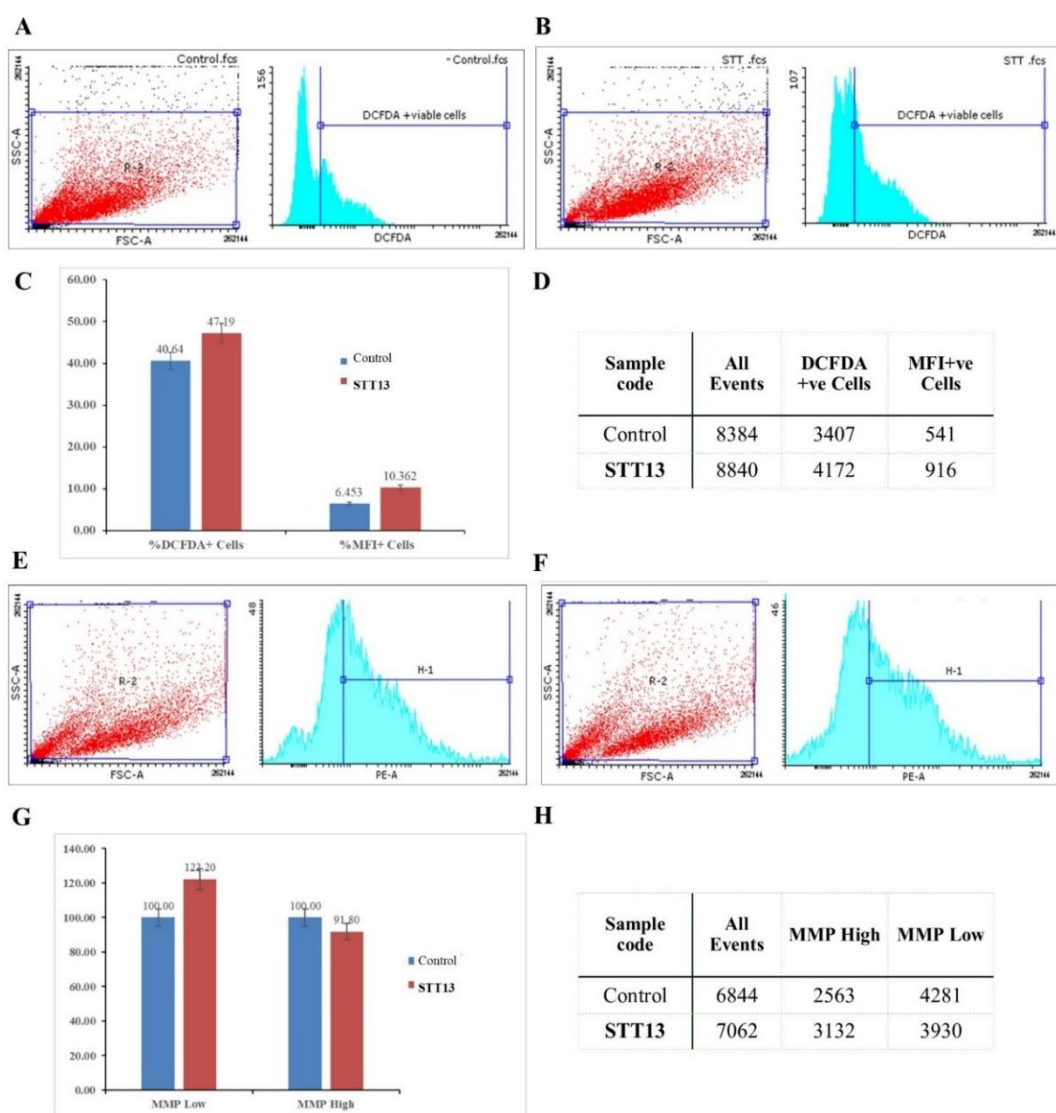 A
Control.fcs
262144
SSC-A
R-2
FSC-A
262144
- Control.fcs
156
DCFDA +viable cells
DCFDA
262144
B
STT .fcs
262144
SSC-A
R-2
FSC-A
262144
STT .fcs
107
DCFDA +viable cells
DCFDA
262144
C
60.00
50.00
40.00
30.00
20.00
10.00
0.00
40.64
47.19
6.453
10.362
%DCFDA+ Cells
%MFI+ Cells
Control
STT13
D
Sample code
All Events
DCFDA +ve Cells
MFI+ve Cells
Control 8384 3407 541
STT13 8840 4172 916
E
262144
SSC-A
R-2
FSC-A
262144
48
H-1
PE-A
262144
F
262144
SSC-A
R-2
FSC-A
262144
46
H-1
PE-A
262144
G
140.00
120.00
100.00
80.00
60.00
40.00
20.00
0.00
100.00
122.20
100.00
91.80
MMP Low
MMP High
Control
STT13
H
Sample code
All Events
MMP High
MMP Low
Control 6844 2563 4281
STT13 7062 3132 3930